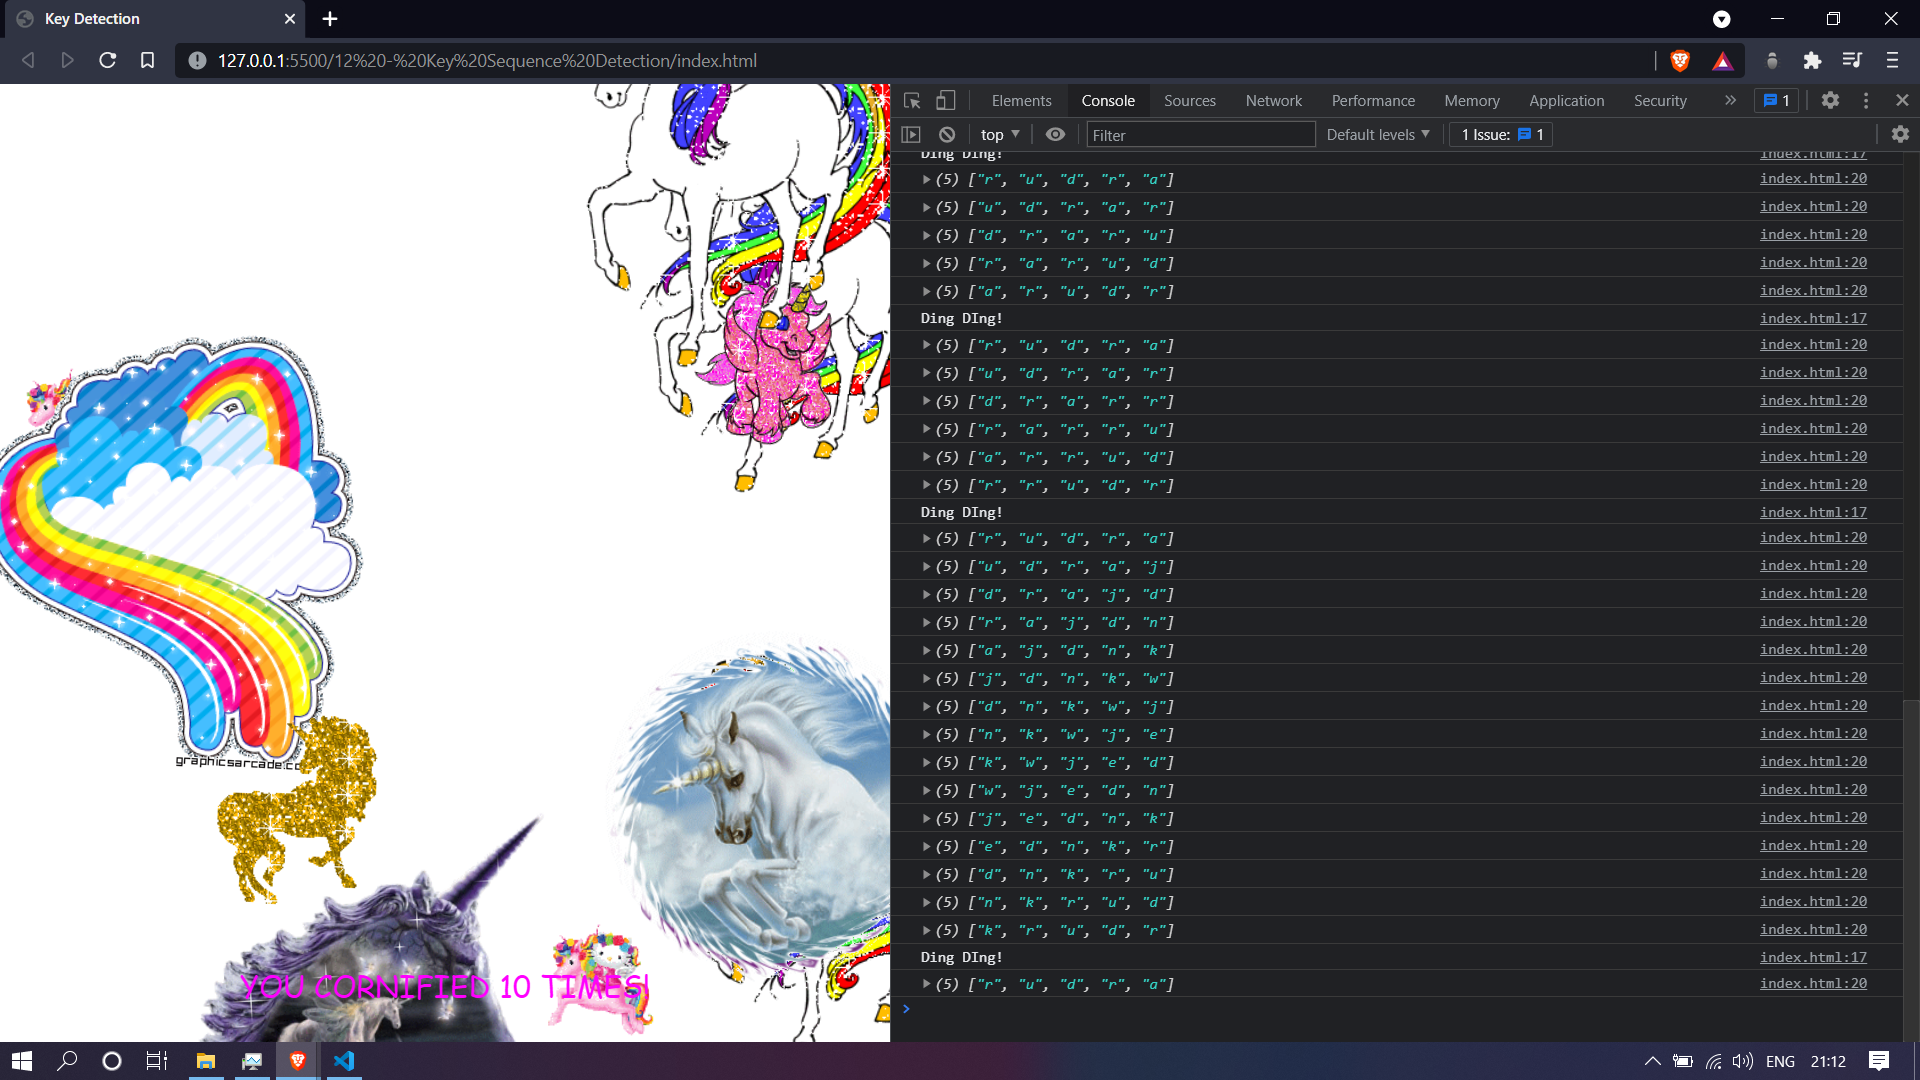 Key Detection
127.0.0.1:5500/12%20-%20Key%20Sequence%20Detection/index.html
Elements Console Sources Network Performance Memory Application Security » 1
top Filter Default levels 1 Issue: 1
Ding DIng! index.html:17
(5) ["r", "u", "d", "r", "a"] index.html:20
(5) ["u", "d", "r", "a", "r"] index.html:20
(5) ["d", "r", "a", "r", "u"] index.html:20
(5) ["r", "a", "r", "u", "d"] index.html:20
(5) ["a", "r", "u", "d", "r"] index.html:20
Ding DIng! index.html:17
(5) ["r", "u", "d", "r", "a"] index.html:20
(5) ["u", "d", "r", "a", "r"] index.html:20
(5) ["d", "r", "a", "r", "r"] index.html:20
(5) ["r", "a", "r", "r", "u"] index.html:20
(5) ["a", "r", "r", "u", "d"] index.html:20
(5) ["r", "r", "u", "d", "r"] index.html:20
Ding DIng! index.html:17
(5) ["r", "u", "d", "r", "a"] index.html:20
(5) ["u", "d", "r", "a", "j"] index.html:20
(5) ["d", "r", "a", "j", "d"] index.html:20
(5) ["r", "a", "j", "d", "n"] index.html:20
(5) ["a", "j", "d", "n", "k"] index.html:20
(5) ["j", "d", "n", "k", "w"] index.html:20
(5) ["d", "n", "k", "w", "j"] index.html:20
(5) ["n", "k", "w", "j", "e"] index.html:20
(5) ["k", "w", "j", "e", "d"] index.html:20
(5) ["w", "j", "e", "d", "n"] index.html:20
(5) ["j", "e", "d", "n", "k"] index.html:20
(5) ["e", "d", "n", "k", "r"] index.html:20
(5) ["d", "n", "k", "r", "u"] index.html:20
(5) ["n", "k", "r", "u", "d"] index.html:20
(5) ["k", "r", "u", "d", "r"] index.html:20
Ding DIng! index.html:17
(5) ["r", "u", "d", "r", "a"] index.html:20
graphicsarcade.cc
YOU CORNIFIED 10 TIMES!
ENG 21:12